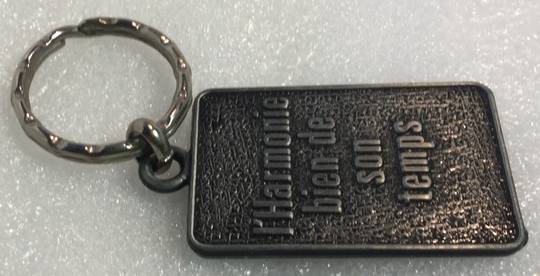 l'Harmonie
bien de
son
temps